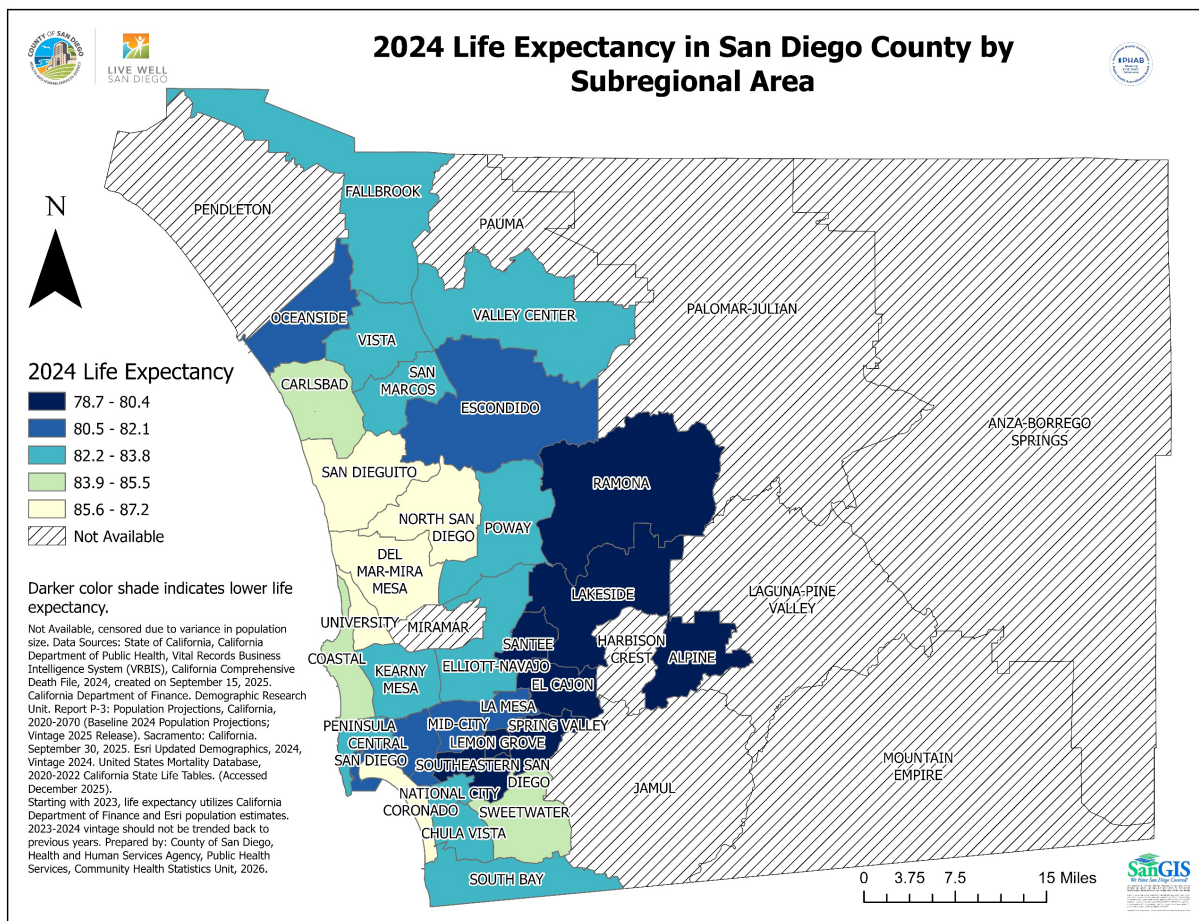 2024 Life Expectancy in San Diego County by
Subregional Area
COUNTY OF SAN DIEGO
HEALTH AND HUMAN SERVICES AGENCY
LIVE WELL
SAN DIEGO
PHAB
N
PENDLETON
FALLBROOK
PAUMA
PALOMAR-JULIAN
OCEANSIDE
VALLEY CENTER
VISTA
SAN
MARCOS
CARLSBAD
ESCONDIDO
ANZA-BORREGO
SPRINGS
SAN DIEGUITO
RAMONA
NORTH SAN
DIEGO
POWAY
DEL
MAR-MIRA
MESA
LAKESIDE
LAGUNA-PINE
VALLEY
UNIVERSITY
MIRAMAR
SANTEE
HARBISON
CREST
ALPINE
COASTAL
KEARNY
MESA
ELLIOTT-NAVAJO
EL CAJON
LA MESA
PENINSULA
MID-CITY
SPRING VALLEY
CENTRAL
SAN DIEGO
LEMON GROVE
SOUTHEASTERN SAN
DIEGO
MOUNTAIN
EMPIRE
JAMUL
NATIONAL CITY
CORONADO
SWEETWATER
CHULA VISTA
SOUTH BAY
2024 Life Expectancy
78.7 - 80.4
80.5 - 82.1
82.2 - 83.8
83.9 - 85.5
85.6 - 87.2
Not Available
Darker color shade indicates lower life
expectancy.
Not Available, censored due to variance in population
size. Data Sources: State of California, California
Department of Public Health, Vital Records Business
Intelligence System (VRBIS), California Comprehensive
Death File, 2024, created on September 15, 2025.
California Department of Finance. Demographic Research
Unit. Report P-3: Population Projections, California,
2020-2070 (Baseline 2024 Population Projections;
Vintage 2025 Release). Sacramento: California.
September 30, 2025. Esri Updated Demographics, 2024,
Vintage 2024. United States Mortality Database,
2020-2022 California State Life Tables. (Accessed
December 2025).
Starting with 2023, life expectancy utilizes California
Department of Finance and Esri population estimates.
2023-2024 vintage should not be trended back to
previous years. Prepared by: County of San Diego,
Health and Human Services Agency, Public Health
Services, Community Health Statistics Unit, 2026.
0 3.75 7.5 15 Miles
SanGIS
We Have San Diego Covered!